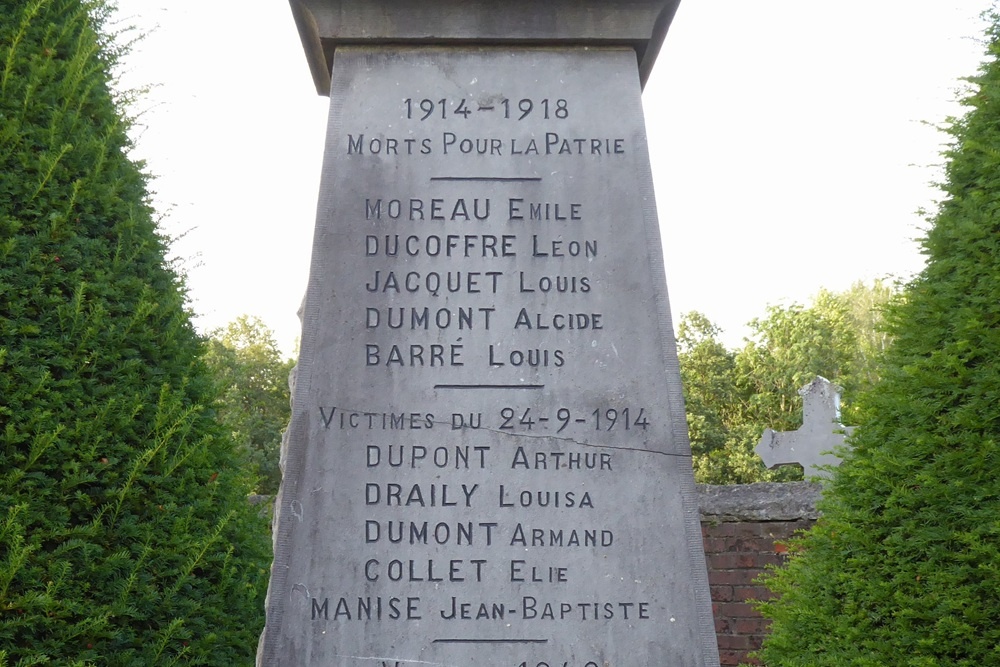 1914-1918
MORTS POUR LA PATRIE
MOREAU EMILE
DUCOFFRE LÉON
JACQUET LOUIS
DUMONT ALCIDE
BARRÉ LOUIS
VICTIMES DU 24-9-1914
DUPONT ARTHUR
DRAILY LOUISA
DUMONT ARMAND
COLLET ELIE
MANISE JEAN-BAPTISTE